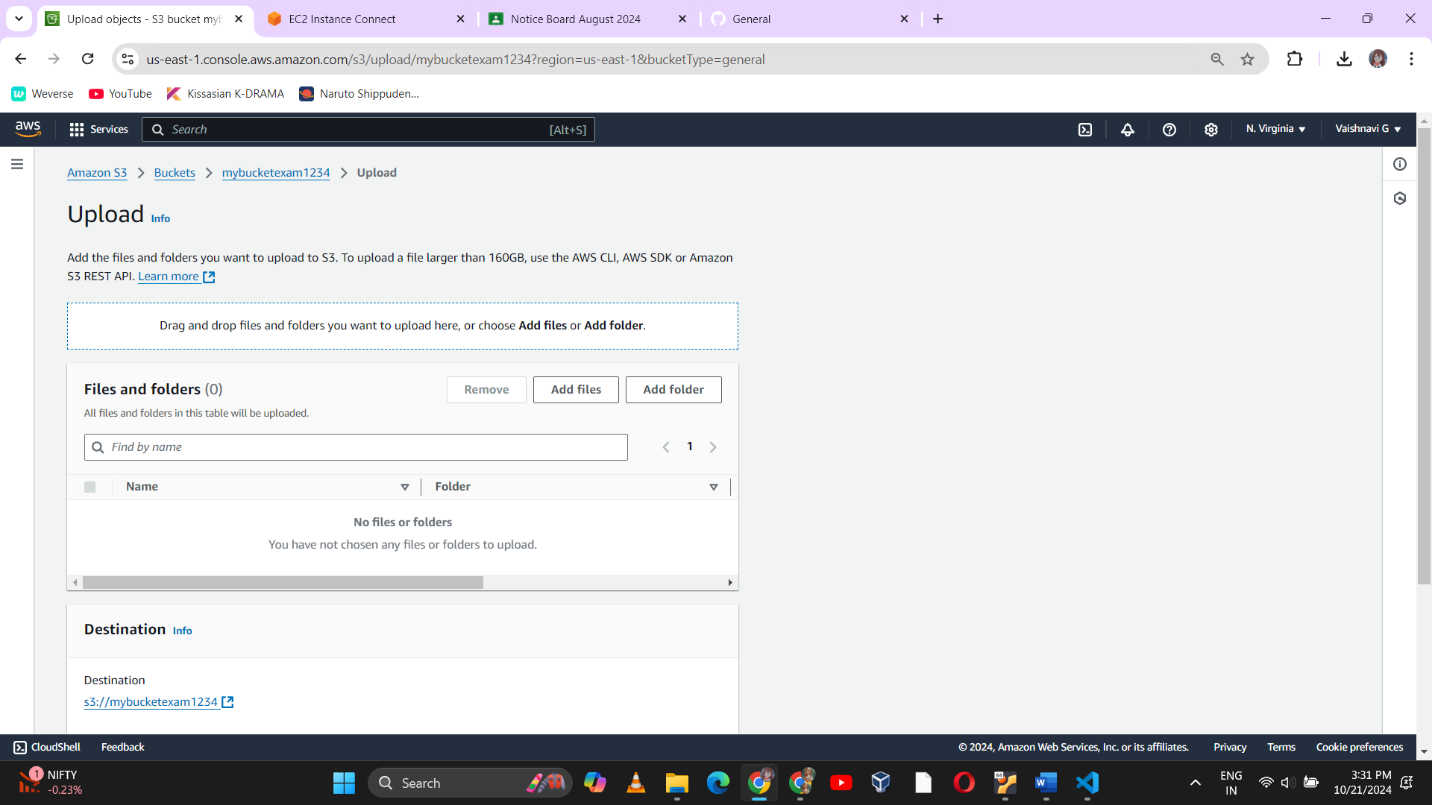 Upload objects - S3 bucket myb
EC2 Instance Connect
Notice Board August 2024
General
us-east-1.console.aws.amazon.com/s3/upload/mybucketexam1234?region=us-east-1&bucketType=general
Weverse
YouTube
Kissasian K-DRAMA
Naruto Shippuden...
aws
Services
Search
[Alt+S]
N. Virginia
Vaishnavi G
Amazon S3
Buckets
mybucketexam1234
Upload
Upload Info
Add the files and folders you want to upload to S3. To upload a file larger than 160GB, use the AWS CLI, AWS SDK or Amazon
S3 REST API. Learn more
Drag and drop files and folders you want to upload here, or choose Add files or Add folder.
Files and folders (0)
Remove
Add files
Add folder
All files and folders in this table will be uploaded.
Find by name
1
Name
Folder
No files or folders
You have not chosen any files or folders to upload.
Destination Info
Destination
s3://mybucketexam1234
CloudShell
Feedback
© 2024, Amazon Web Services, Inc. or its affiliates.
Privacy
Terms
Cookie preferences
1
NIFTY
-0.23%
Search
ENG
IN
3:31 PM
10/21/2024